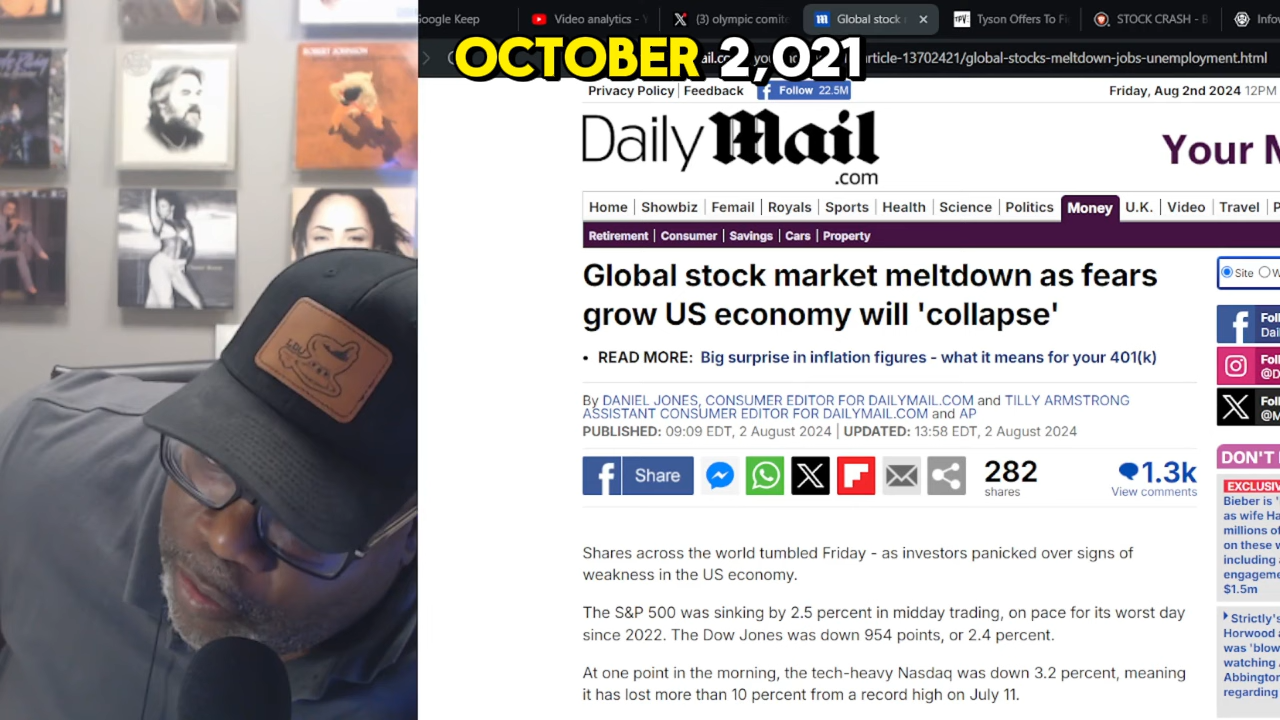 Google Keep
Video analytics - Y
(3) olympic comite
Global stock
Tyson Offers To Fi
STOCK CRASH - B
Infow
OCTOBER 2,021
article-13702421/global-stocks-meltdown-jobs-unemployment.html
Privacy Policy | Feedback
Follow 22.5M
Friday, Aug 2nd 2024 12PM
Daily Mail
.com
Your M
Home | Showbiz | Femail | Royals | Sports | Health | Science | Politics | Money | U.K. | Video | Travel | P
Retirement | Consumer | Savings | Cars | Property
Global stock market meltdown as fears
grow US economy will 'collapse'
Site
W
• READ MORE: Big surprise in inflation figures - what it means for your 401(k)
By DANIEL JONES, CONSUMER EDITOR FOR DAILYMAIL.COM and TILLY ARMSTRONG
ASSISTANT CONSUMER EDITOR FOR DAILYMAIL.COM and AP
PUBLISHED: 09:09 EDT, 2 August 2024 | UPDATED: 13:58 EDT, 2 August 2024
Share
282
shares
1.3k
View comments
Foll
Dai
Foll
@D
Foll
@M
DON'T
EXCLUSIV
Bieber is '
as wife Ha
millions of
on these w
including
engageme
$1.5m
Strictly's
Horwood a
was 'blow
watching
Abbington
regarding
Shares across the world tumbled Friday - as investors panicked over signs of
weakness in the US economy.
The S&P 500 was sinking by 2.5 percent in midday trading, on pace for its worst day
since 2022. The Dow Jones was down 954 points, or 2.4 percent.
At one point in the morning, the tech-heavy Nasdaq was down 3.2 percent, meaning
it has lost more than 10 percent from a record high on July 11.
ROBERT JOHNSON